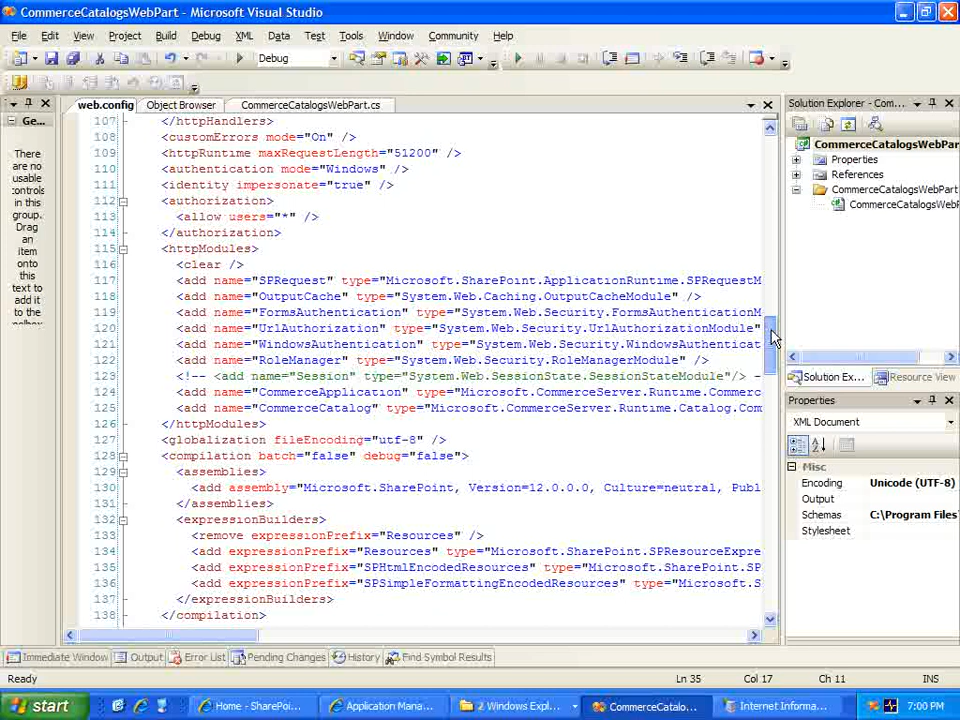 CommerceCatalogsWebPart - Microsoft Visual Studio
File Edit View Project Build Debug XML Data Test Tools Window Community Help
Debug
Ge...
There are no usable controls in this group. Drag an item onto this text to add it to the toolbox.
web.config Object Browser CommerceCatalogsWebPart.cs
107 </httpHandlers>
108 <customErrors mode="On" />
109 <httpRuntime maxRequestLength="51200" />
110 <authentication mode="Windows" />
111 <identity impersonate="true" />
112 <authorization>
113 <allow users="*" />
114 </authorization>
115 <httpModules>
116 <clear />
117 <add name="SPRequest" type="Microsoft.SharePoint.ApplicationRuntime.SPRequestM
118 <add name="OutputCache" type="System.Web.Caching.OutputCacheModule" />
119 <add name="FormsAuthentication" type="System.Web.Security.FormsAuthenticationM
120 <add name="UrlAuthorization" type="System.Web.Security.UrlAuthorizationModule"
121 <add name="WindowsAuthentication" type="System.Web.Security.WindowsAuthenticat
122 <add name="RoleManager" type="System.Web.Security.RoleManagerModule" />
123 <!-- <add name="Session" type="System.Web.SessionState.SessionStateModule"/> -
124 <add name="CommerceApplication" type="Microsoft.CommerceServer.Runtime.Commerc
125 <add name="CommerceCatalog" type="Microsoft.CommerceServer.Runtime.Catalog.Com
126 </httpModules>
127 <globalization fileEncoding="utf-8" />
128 <compilation batch="false" debug="false">
129 <assemblies>
130 <add assembly="Microsoft.SharePoint, Version=12.0.0.0, Culture=neutral, Publ
131 </assemblies>
132 <expressionBuilders>
133 <remove expressionPrefix="Resources" />
134 <add expressionPrefix="Resources" type="Microsoft.SharePoint.SPResourceExpre
135 <add expressionPrefix="SPHtmlEncodedResources" type="Microsoft.SharePoint.SP
136 <add expressionPrefix="SPSimpleFormattingEncodedResources" type="Microsoft.S
137 </expressionBuilders>
138 </compilation>
Solution Explorer - Com...
CommerceCatalogsWebPar
Properties
References
CommerceCatalogsWebPart
CommerceCatalogsWebP
Solution Ex... Resource View
Properties
XML Document
Misc
Encoding Unicode (UTF-8)
Output
Schemas C:\Program Files\
Stylesheet
Immediate Window Output Error List Pending Changes History Find Symbol Results
Ready Ln 35 Col 17 Ch 11 INS
start Home - SharePoi... Application Mana... 2 Windows Expl... CommerceCatalo... Internet Informa... 7:00 PM